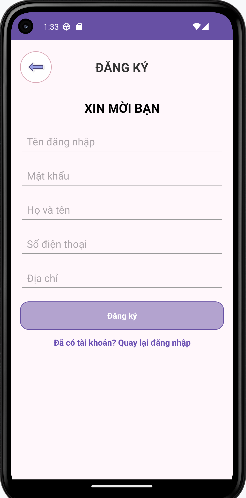 1:33
ĐĂNG KÝ
XIN MỜI BẠN
Tên đăng nhập
Mật khẩu
Họ và tên
Số điện thoại
Địa chỉ
Đăng ký
Đã có tài khoản? Quay lại đăng nhập